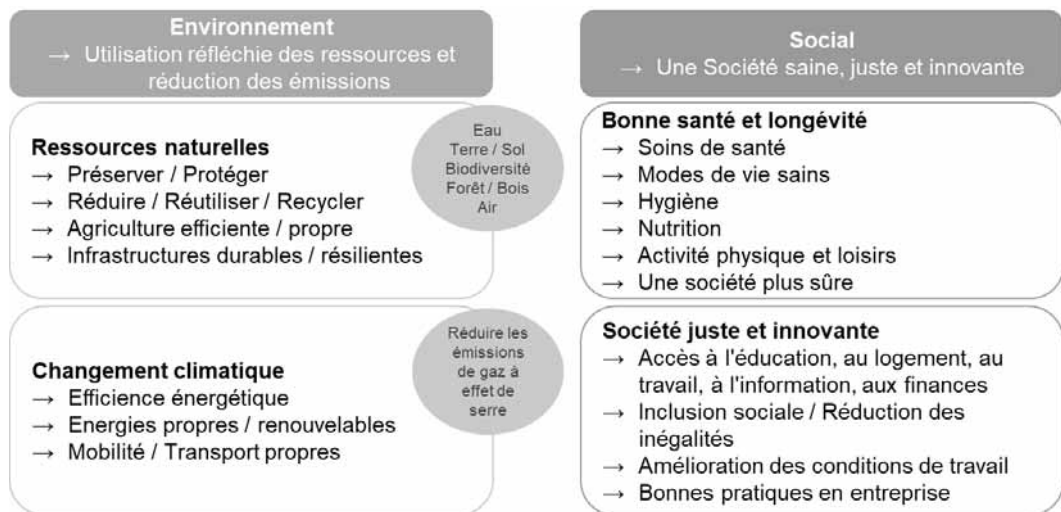 Environnement
→ Utilisation réfléchie des ressources et
réduction des émissions
Ressources naturelles
→ Préserver / Protéger
→ Réduire / Réutiliser / Recycler
→ Agriculture efficiente / propre
→ Infrastructures durables / résilientes
Eau
Terre / Sol
Biodiversité
Forêt / Bois
Air
Changement climatique
→ Efficience énergétique
→ Energies propres / renouvelables
→ Mobilité / Transport propres
Réduire les
émissions
de gaz à
effet de
serre
Social
→ Une Société saine, juste et innovante
Bonne santé et longévité
→ Soins de santé
→ Modes de vie sains
→ Hygiène
→ Nutrition
→ Activité physique et loisirs
→ Une société plus sûre
Société juste et innovante
→ Accès à l'éducation, au logement, au
travail, à l'information, aux finances
→ Inclusion sociale / Réduction des
inégalités
→ Amélioration des conditions de travail
→ Bonnes pratiques en entreprise